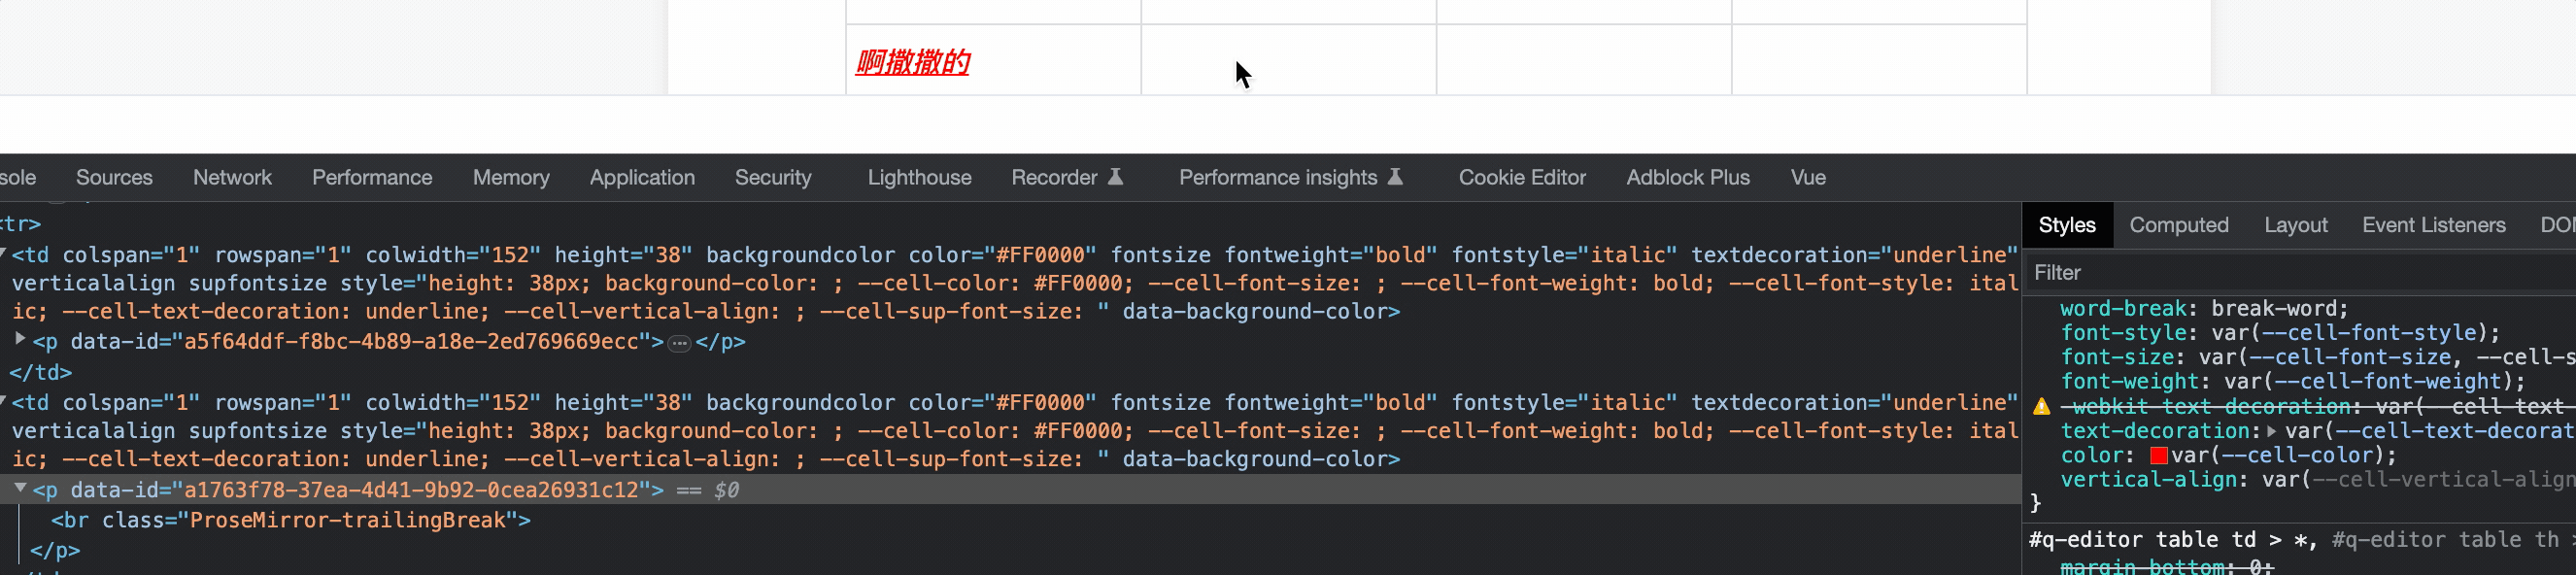 啊撒撒的
sole Sources Network Performance Memory Application Security Lighthouse Recorder Performance insights Cookie Editor Adblock Plus Vue
<tr>
<td colspan="1" rowspan="1" colwidth="152" height="38" backgroundcolor color="#FF0000" fontsize fontweight="bold" fontstyle="italic" textdecoration="underline"
verticalalign supfontsize style="height: 38px; background-color: ; --cell-color: #FF0000; --cell-font-size: ; --cell-font-weight: bold; --cell-font-style: ital
ic; --cell-text-decoration: underline; --cell-vertical-align: ; --cell-sup-font-size: " data-background-color>
<p data-id="a5f64ddf-f8bc-4b89-a18e-2ed769669ecc">…</p>
</td>
<td colspan="1" rowspan="1" colwidth="152" height="38" backgroundcolor color="#FF0000" fontsize fontweight="bold" fontstyle="italic" textdecoration="underline"
verticalalign supfontsize style="height: 38px; background-color: ; --cell-color: #FF0000; --cell-font-size: ; --cell-font-weight: bold; --cell-font-style: ital
ic; --cell-text-decoration: underline; --cell-vertical-align: ; --cell-sup-font-size: " data-background-color>
<p data-id="a1763f78-37ea-4d41-9b92-0cea26931c12"> == $0
<br class="ProseMirror-trailingBreak">
</p>
Styles Computed Layout Event Listeners DO
Filter
word-break: break-word;
font-style: var(--cell-font-style);
font-size: var(--cell-font-size, --cell-s
font-weight: var(--cell-font-weight);
-webkit-text-decoration: var(--cell-text-
text-decoration: var(--cell-text-decorat
color: var(--cell-color);
vertical-align: var(--cell-vertical-align
}
#q-editor table td > *, #q-editor table th >
margin-bottom: 0;